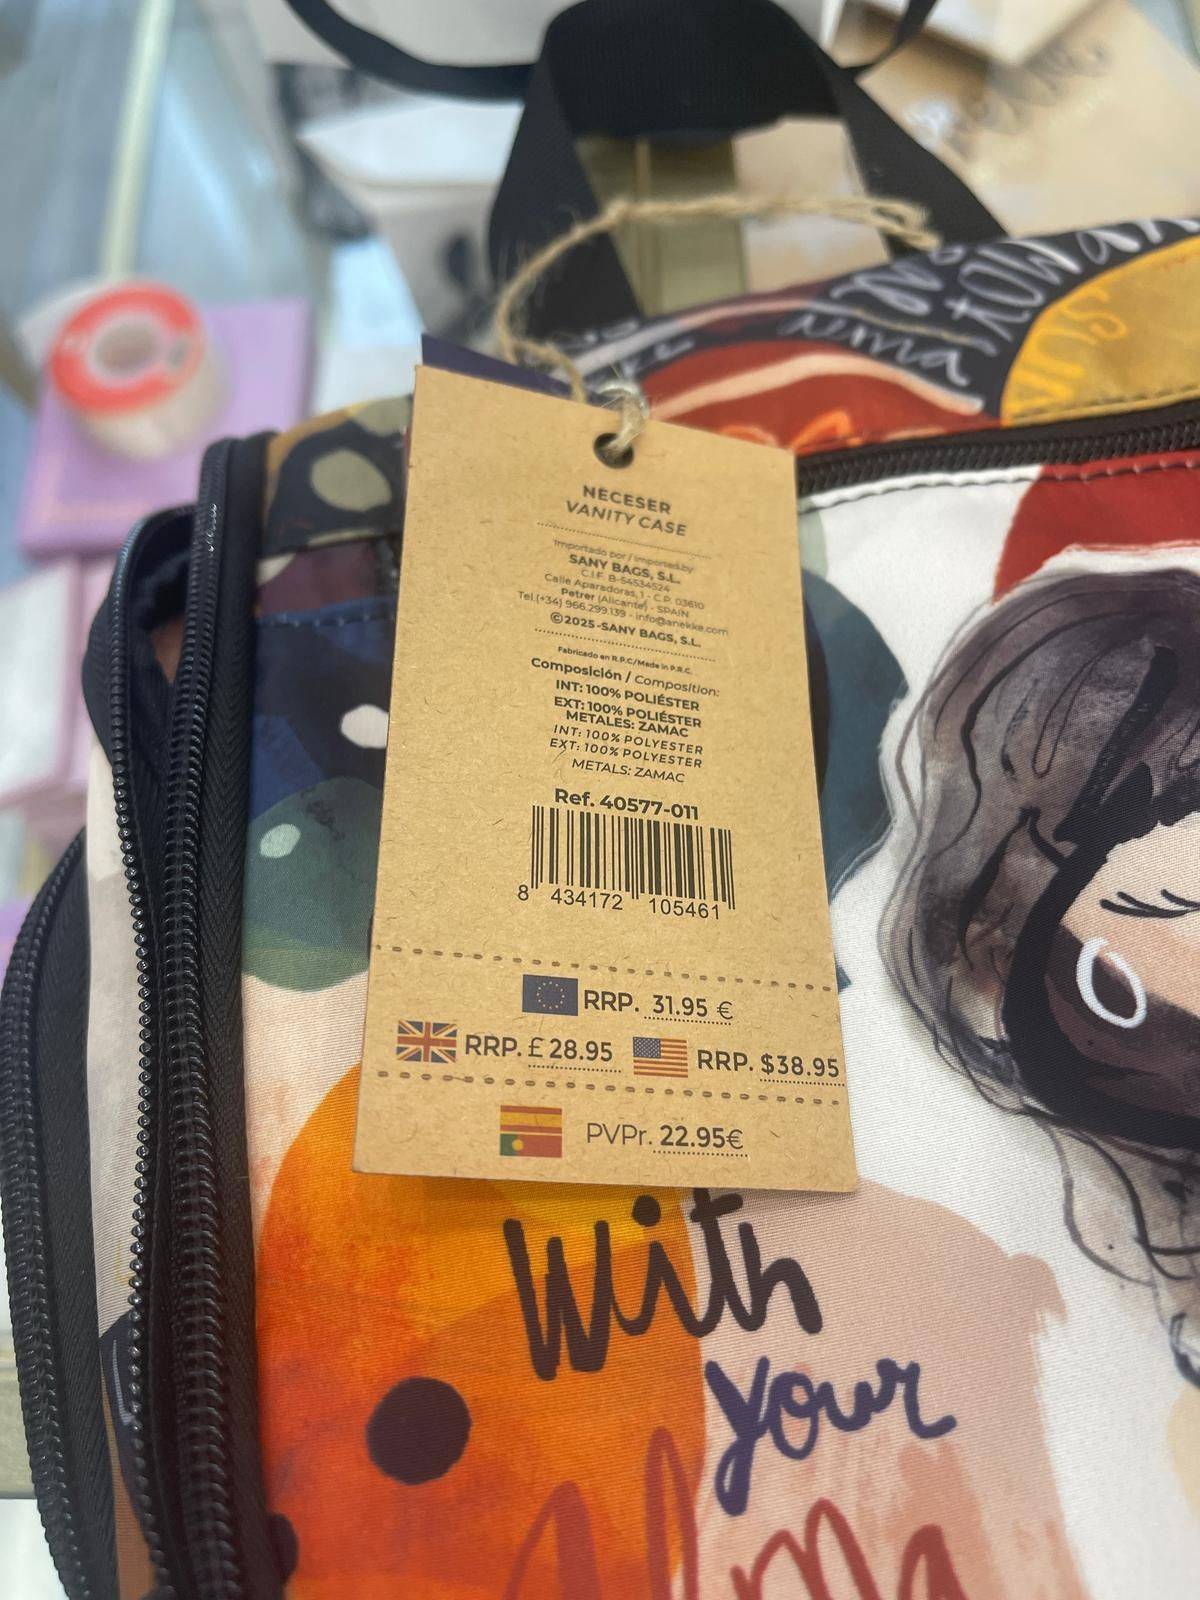 NECESER
VANITY CASE
Importado por / Imported by
SANY BAGS, S.L.
C.I.F. B-54534524
Calle Aparadoras, 1 - C.P. 03610
Petrer (Alicante) - SPAIN
Tel.(+34) 966.299.139 - info@anekke.com
©2025 -SANY BAGS, S.L.
Fabricado en R.P.C/Made in P.R.C.
Composición / Composition:
INT: 100% POLIÉSTER
EXT: 100% POLIÉSTER
METALES: ZAMAC
INT: 100% POLYESTER
EXT: 100% POLYESTER
METALS: ZAMAC
Ref. 40577-011
8 434172 105461
RRP. 31.95 €
RRP. £ 28.95 RRP. $38.95
PVPr. 22.95€
with
your
Alma